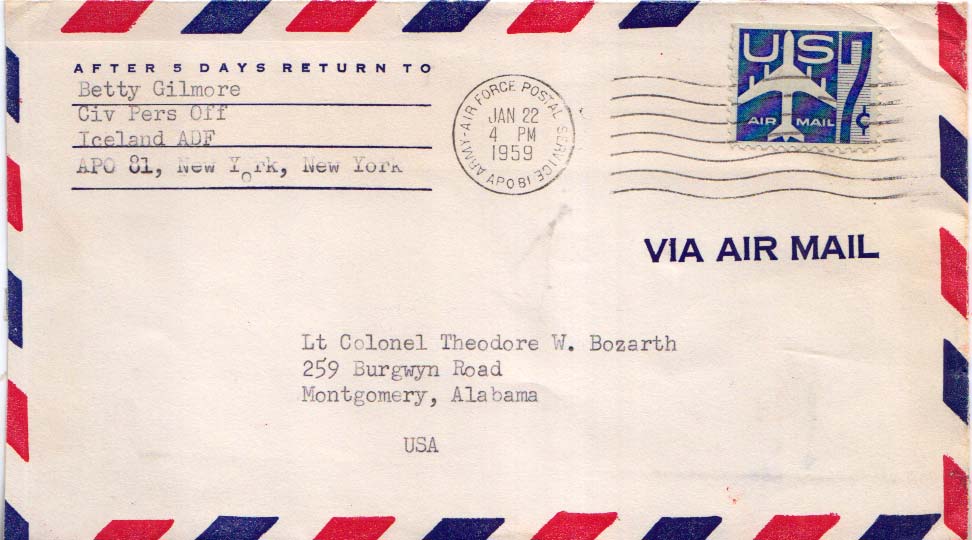 AFTER 5 DAYS RETURN TO
Betty Gilmore
Civ Pers Off
Iceland ADF
APO 81, New York, New York
ARMY-AIR FORCE POSTAL SERVICE
JAN 22
4 PM
1959
APO 81
US
7¢
AIR MAIL
VIA AIR MAIL
Lt Colonel Theodore W. Bozarth
259 Burgwyn Road
Montgomery, Alabama
USA